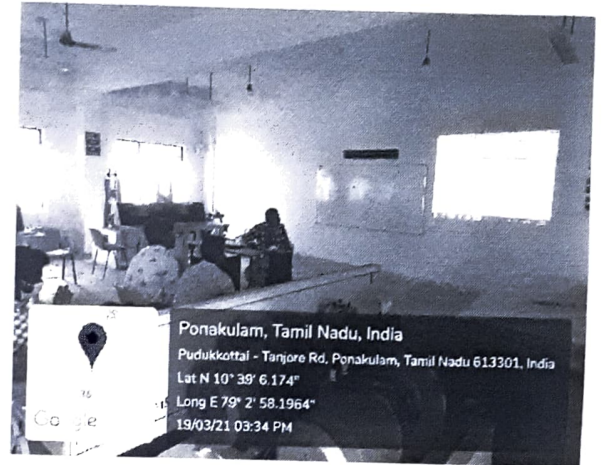 Ponakulam, Tamil Nadu, India
Pudukkottai - Tanjore Rd, Ponakulam, Tamil Nadu 613301, India
Lat N 10° 39' 6.174"
Long E 79° 2' 58.1964"
19/03/21 03:34 PM
Google